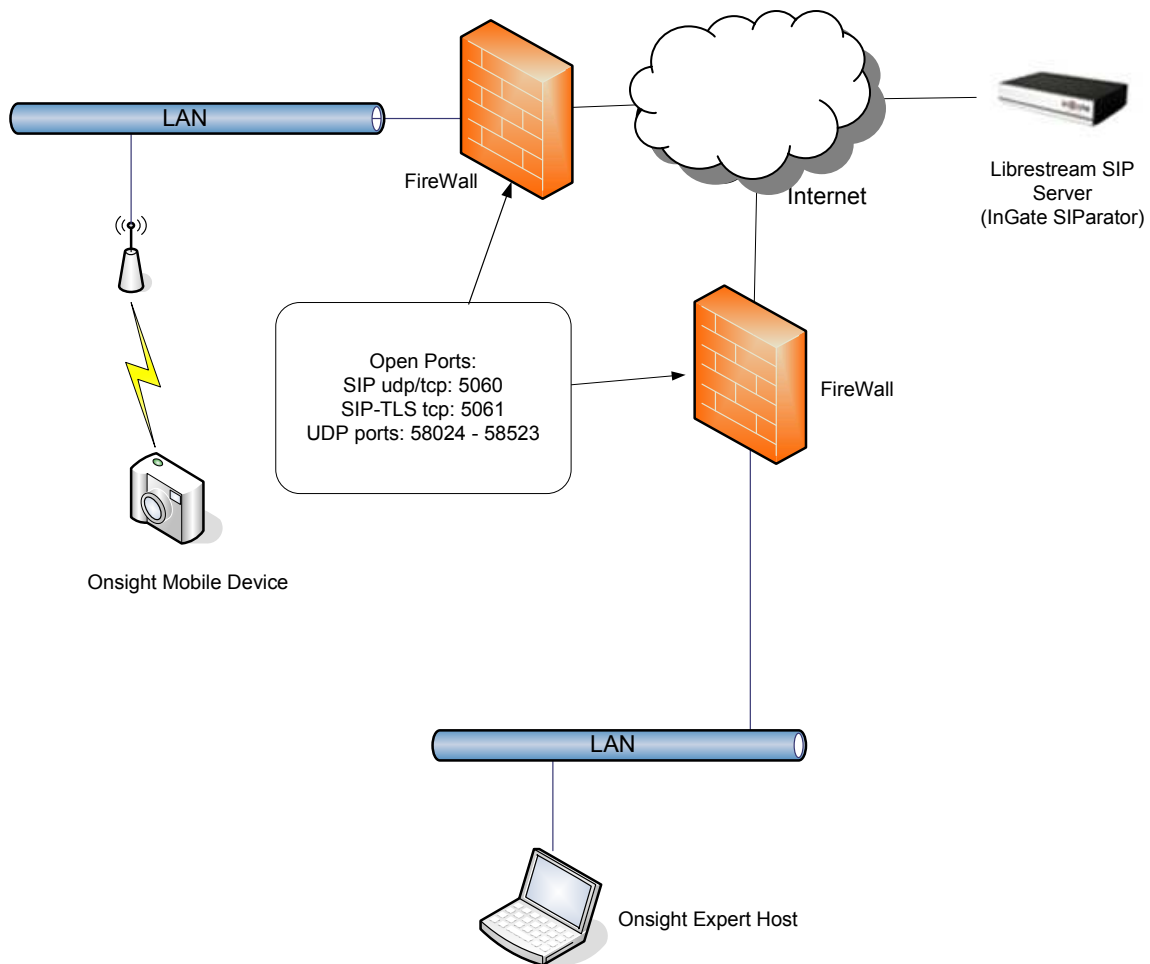 LAN
FireWall
Internet
Librestream SIP
Server
(InGate SIParator)
Open Ports:
SIP udp/tcp: 5060
SIP-TLS tcp: 5061
UDP ports: 58024 - 58523
FireWall
Onsight Mobile Device
LAN
Onsight Expert Host